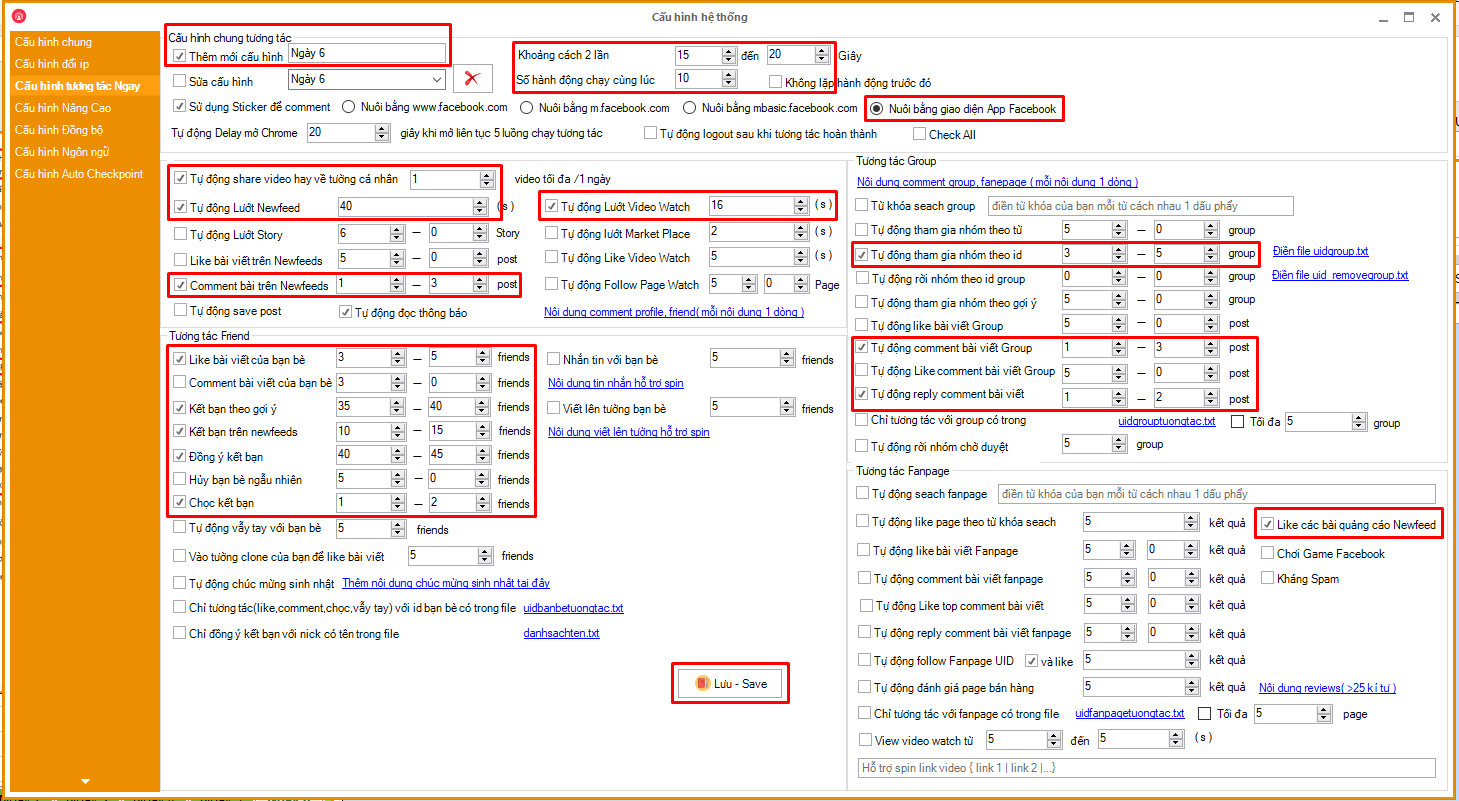 Cấu hình hệ thống
Cấu hình chung
Cấu hình đổi ip
Cấu hình tương tác Ngay
Cấu hình Nâng Cao
Cấu hình Đồng bộ
Cấu hình Ngôn ngữ
Cấu hình Auto Checkpoint
Cấu hình chung tương tác
Thêm mới cấu hình Ngày 6
Sửa cấu hình Ngày 6
Khoảng cách 2 lần 15 đến 20 Giây
Số hành động chạy cùng lúc 10 Không lặp hành động trước đó
Sử dụng Sticker để comment Nuôi bằng www.facebook.com Nuôi bằng m.facebook.com Nuôi bằng mbasic.facebook.com Nuôi bằng giao diện App Facebook
Tự động Delay mở Chrome 20 giây khi mở liên tục 5 luồng chạy tương tác Tự động logout sau khi tương tác hoàn thành Check All
Tự động share video hay về tường cá nhân 1 video tối đa /1 ngày
Tự động Lướt Newfeed 40 (s) Tự động Lướt Video Watch 16 (s)
Tự động Lướt Story 6 – 0 Story Tự động lướt Market Place 2 (s)
Like bài viết trên Newfeeds 5 – 0 post Tự động Like Video Watch 5 (s)
Comment bài trên Newfeeds 1 – 3 post Tự động Follow Page Watch 5 0 Page
Tự động save post Tự động đọc thông báo Nội dung comment profile, friend( mỗi nội dung 1 dòng )
Tương tác Friend
Like bài viết của bạn bè 3 – 5 friends Nhắn tin với bạn bè 5 friends
Comment bài viết của bạn bè 3 – 0 friends Nội dung tin nhắn hỗ trợ spin
Kết bạn theo gợi ý 35 – 40 friends Viết lên tường bạn bè 5 friends
Kết bạn trên newfeeds 10 – 15 friends Nội dung viết lên tường hỗ trợ spin
Đồng ý kết bạn 40 – 45 friends
Hủy bạn bè ngẫu nhiên 5 – 0 friends
Chọc kết bạn 1 – 2 friends
Tự động vẫy tay với bạn bè 5 friends
Vào tường clone của bạn để like bài viết 5 friends
Tự động chúc mừng sinh nhật Thêm nội dung chúc mừng sinh nhật tại đây
Chỉ tương tác(like,comment,chọc,vẫy tay) với id bạn bè có trong file uidbanbetuongtac.txt
Chỉ đồng ý kết bạn với nick có tên trong file danhsachten.txt
Lưu - Save
Tương tác Group
Nội dung comment group, fanepage ( mỗi nội dung 1 dòng )
Từ khóa seach group điền từ khóa của bạn mỗi từ cách nhau 1 dấu phẩy
Tự động tham gia nhóm theo từ 5 – 0 group
Tự động tham gia nhóm theo id 3 – 5 group Điền file uidgroup.txt
Tự động rời nhóm theo id group 0 – 0 group Điền file uid_removegroup.txt
Tự động tham gia nhóm theo gợi ý 5 – 0 group
Tự động like bài viết Group 5 – 0 post
Tự động comment bài viết Group 1 – 3 post
Tự động Like comment bài viết Group 5 – 0 post
Tự động reply comment bài viết 1 – 2 post
Chỉ tương tác với group có trong uidgrouptuongtac.txt Tối đa 5 group
Tự động rời nhóm chờ duyệt 5 group
Tương tác Fanpage
Tự động seach fanpage điền từ khóa của bạn mỗi từ cách nhau 1 dấu phẩy
Tự động like page theo từ khóa seach 5 kết quả Like các bài quảng cáo Newfeed
Tự động like bài viết Fanpage 5 0 kết quả Chơi Game Facebook
Tự động comment bài viết fanpage 5 0 kết quả Kháng Spam
Tự động Like top comment bài viết 5 0 kết quả
Tự động reply comment bài viết fanpage 5 0 kết quả
Tự động follow Fanpage UID và like 5 kết quả
Tự động đánh giá page bán hàng 5 kết quả Nội dung reviews( >25 kí tự )
Chỉ tương tác với fanpage có trong file uidfanpagetuongtac.txt Tối đa 5 page
View video watch từ 5 đến 5 (s)
Hỗ trợ spin link video { link 1 | link 2 |...}